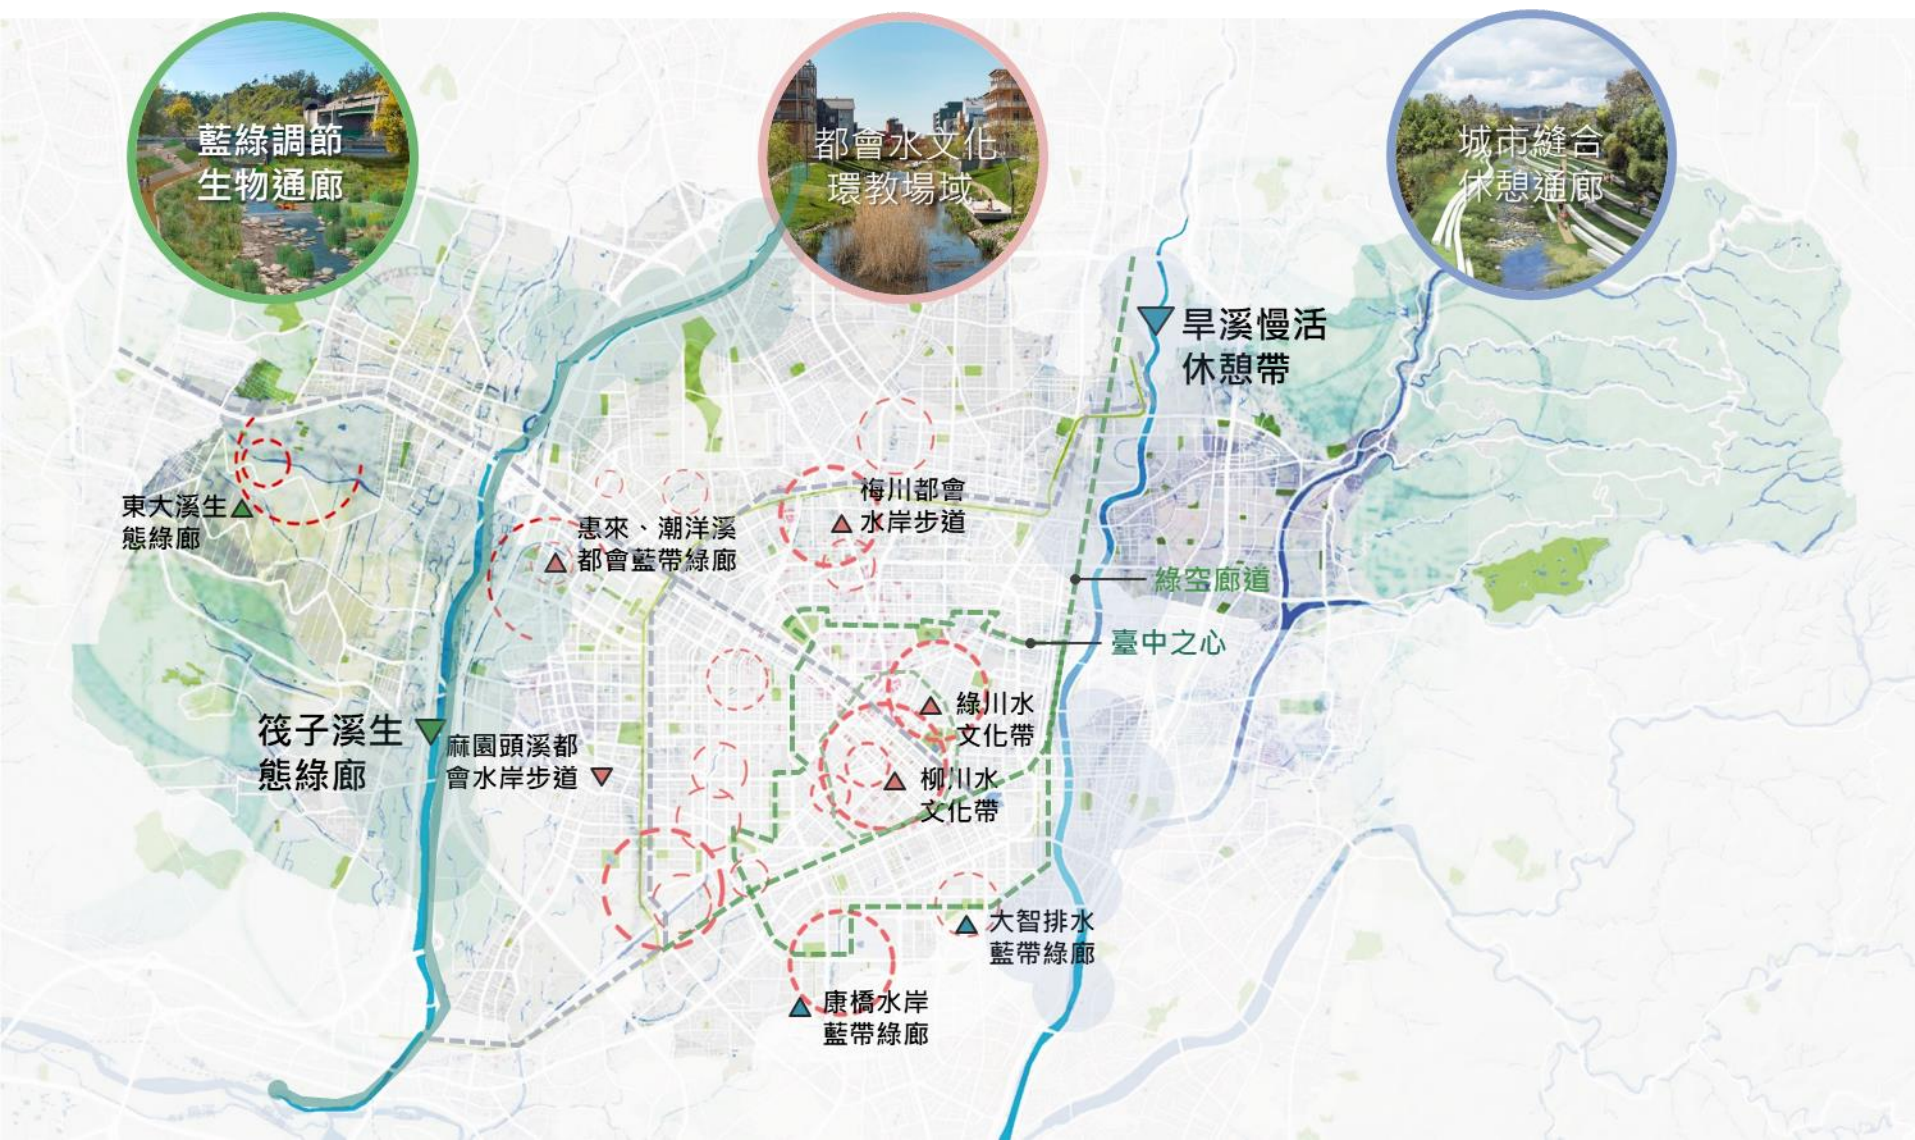 藍綠調節
生物通廊
都會水文化
環教場域
城市縫合
休憩通廊
旱溪慢活
休憩帶
東大溪生
態綠廊
惠來、潮洋溪
都會藍帶綠廊
梅川都會
水岸步道
綠空廊道
臺中之心
筏子溪生
態綠廊
麻園頭溪都
會水岸步道
綠川水
文化帶
柳川水
文化帶
大智排水
藍帶綠廊
康橋水岸
藍帶綠廊